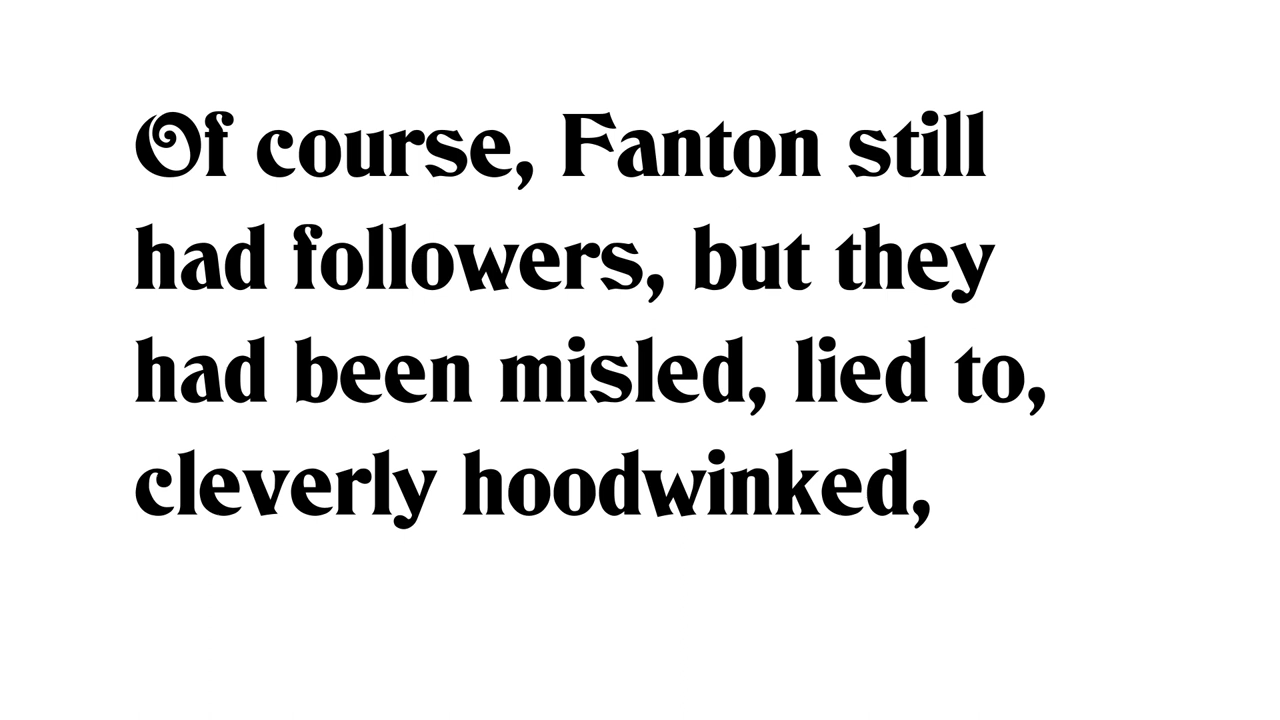 Of course, Fanton still
had followers, but they
had been misled, lied to,
cleverly hoodwinked,